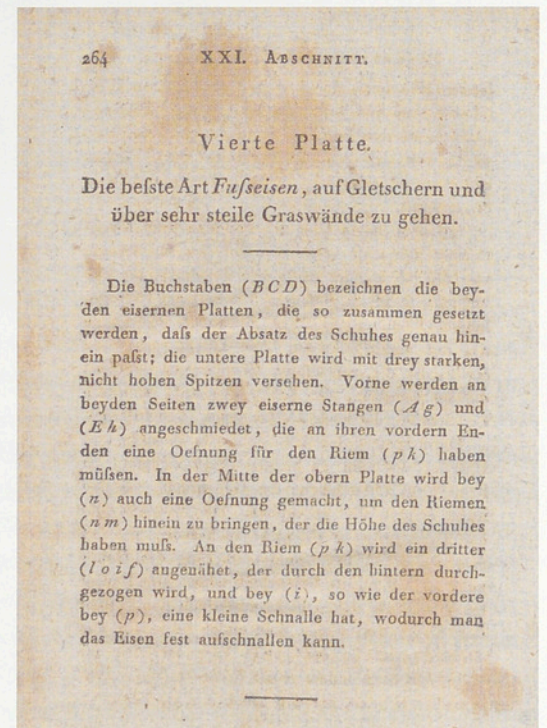 264 XXI. ABSCHNITT.
Vierte Platte.
Die beſste Art Fuſseisen, auf Gletschern und
über sehr steile Graswände zu gehen.
Die Buchstaben (BCD) bezeichnen die bey-
den eisernen Platten, die so zusammen gesetzt
werden, daſs der Absatz des Schuhes genau hin-
ein paſst; die untere Platte wird mit drey starken,
nicht hohen Spitzen versehen. Vorne werden an
beyden Seiten zwey eiserne Stangen (A g) und
(E h) angeschmiedet, die an ihren vordern En-
den eine Oefnung für den Riem (p k) haben
müſsen. In der Mitte der obern Platte wird bey
(n) auch eine Oefnung gemacht, um den Riemen
(n m) hinein zu bringen, der die Höhe des Schuhes
haben muſs. An den Riem (p k) wird ein dritter
(l o i f) angenähet, der durch den hintern durch-
gezogen wird, und bey (i), so wie der vordere
bey (p), eine kleine Schnalle hat, wodurch man
das Eisen fest aufschnallen kann.